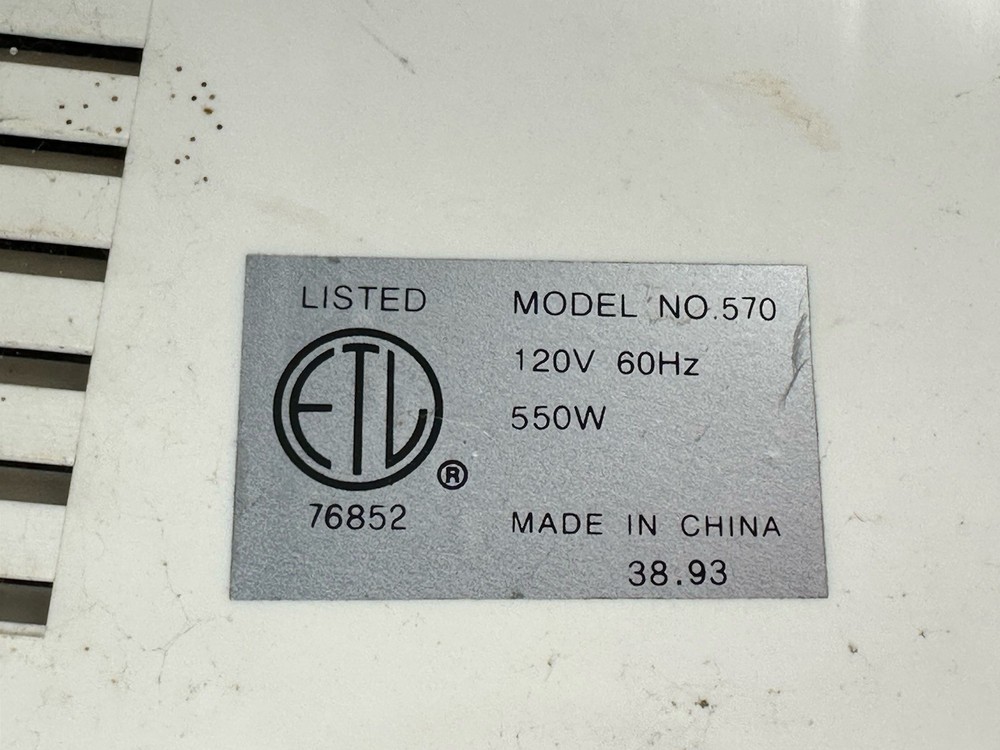 LISTED
ETL
®
76852
MODEL NO.570
120V 60Hz
550W
MADE IN CHINA
38.93